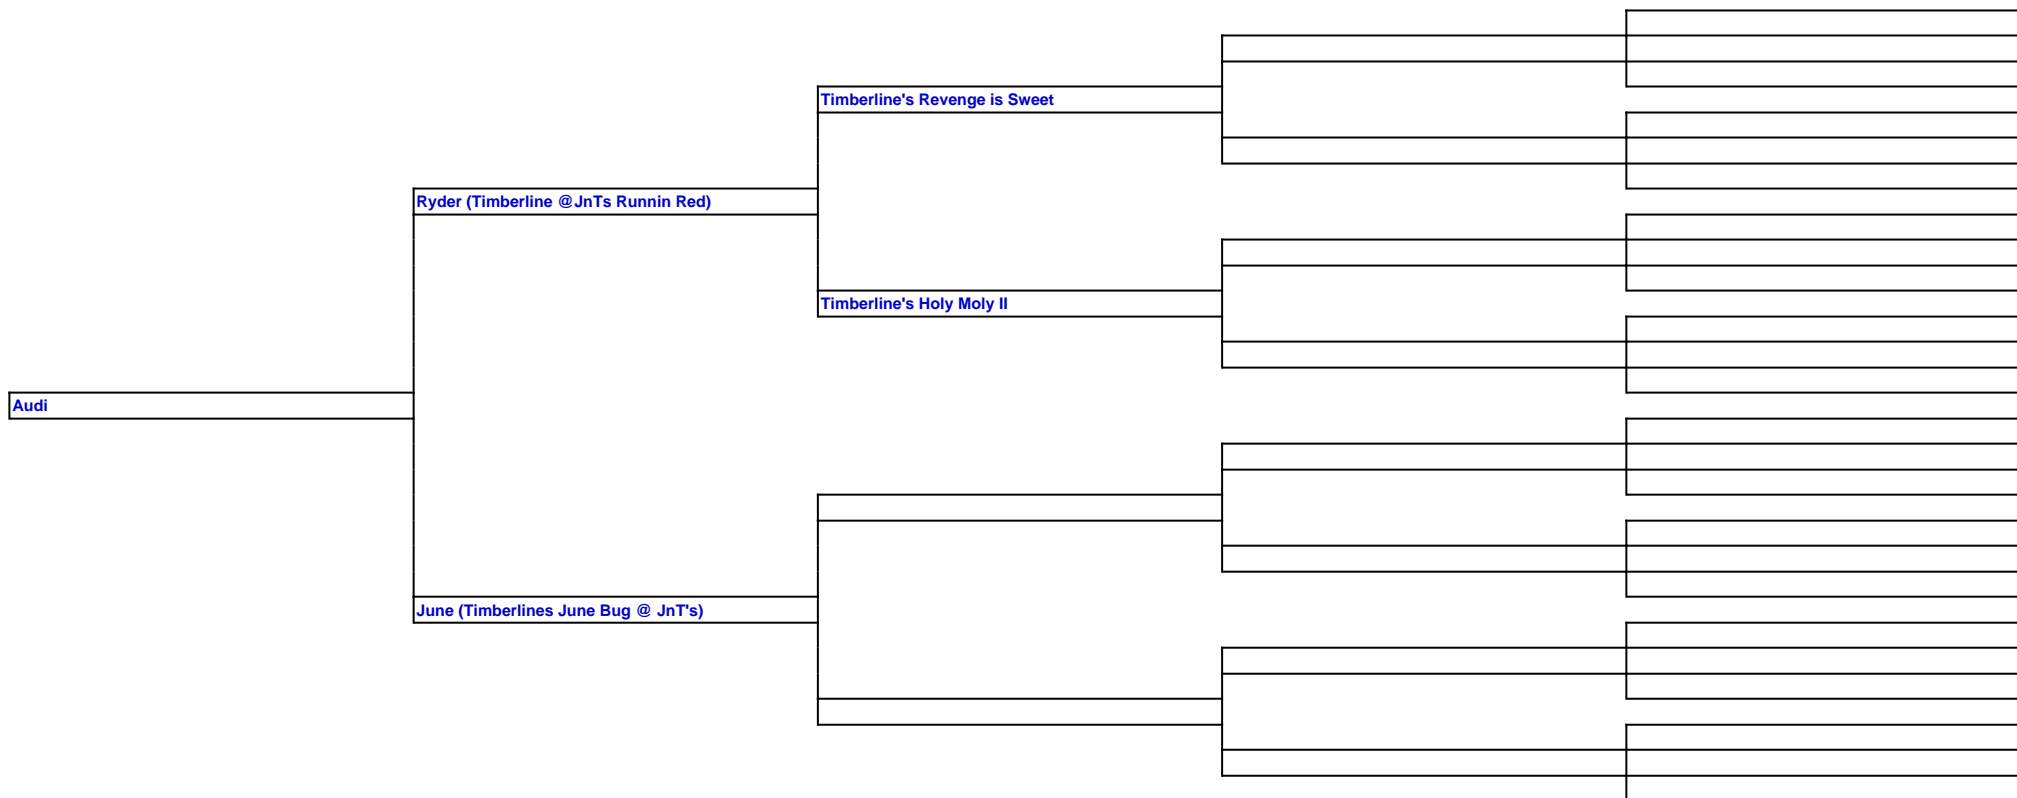 Timberline's Revenge is Sweet
Ryder (Timberline @JnTs Runnin Red)
Timberline's Holy Moly II
Audi
June (Timberlines June Bug @ JnT's)